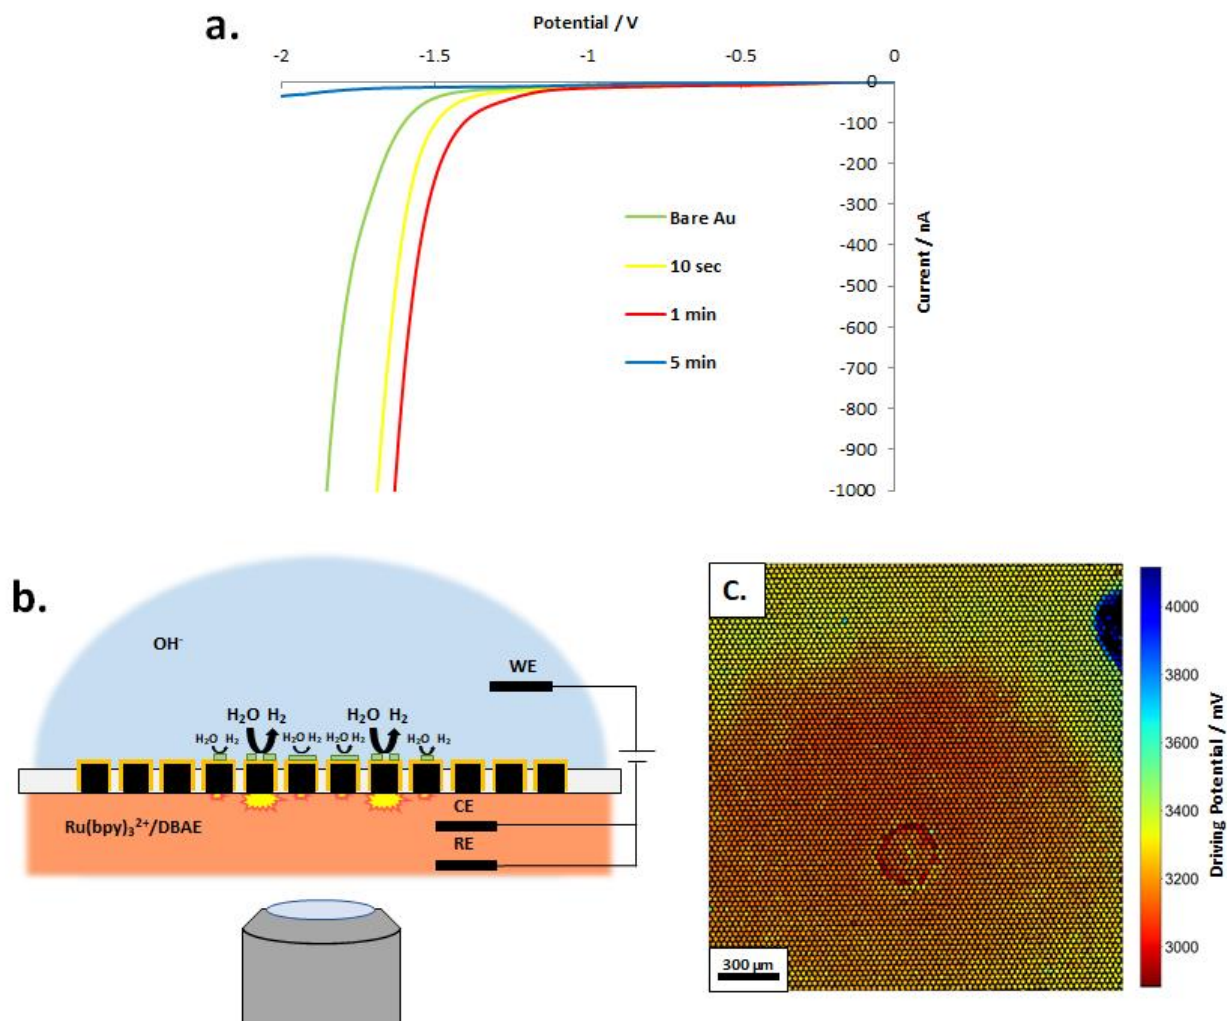 a.
Potential / V
-2 -1.5 -1 -0.5 0
0
-100
-200
-300
-400
-500
-600
-700
-800
-900
-1000
Current / nA
Bare Au
10 sec
1 min
5 min
b.
OH⁻
WE
H₂O H₂ H₂O H₂
H₂O H₂ H₂O H₂ H₂O H₂ H₂O H₂
CE
Ru(bpy)₃²⁺/DBAE
RE
C.
300 µm
4000
3800
3600
3400
3200
3000
Driving Potential / mV